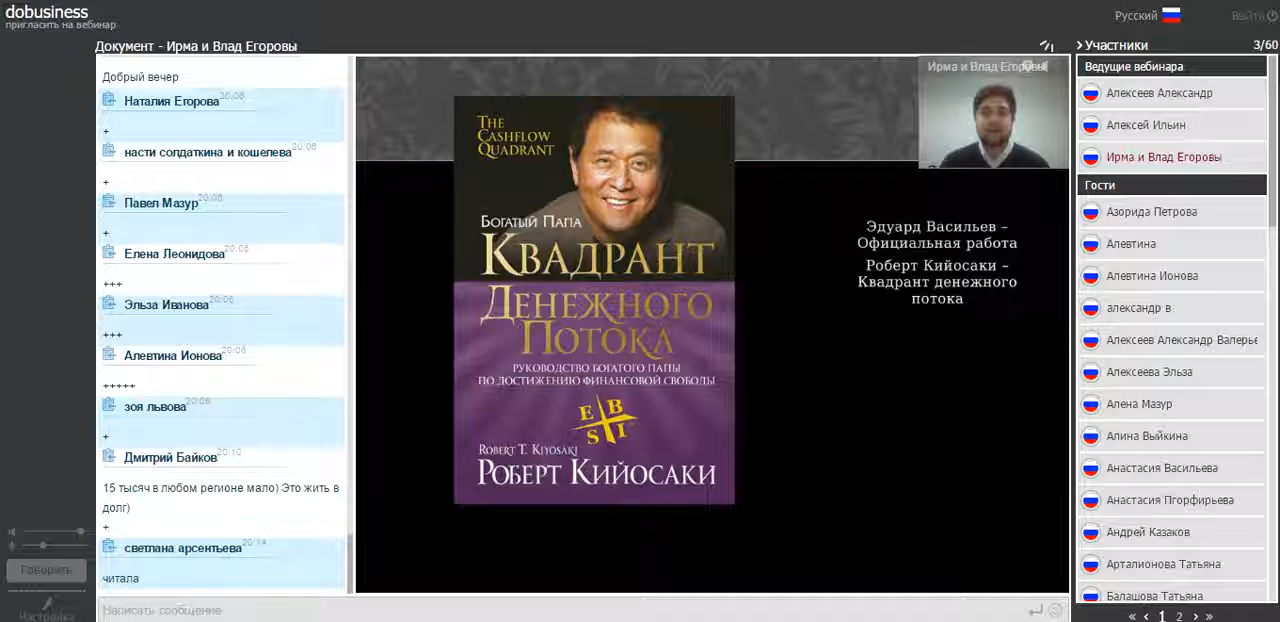 dobusiness
пригласить на вебинар
Русский
Выйти
Документ - Ирма и Влад Егоровы
Добрый вечер
Наталия Егорова 20:06
+
насти солдаткина и кошелева 20:06
+
Павел Мазур 20:06
+
Елена Леонидова 20:06
+++
Эльза Иванова 20:06
+++
Алевтина Ионова 20:06
+++++
зоя львова 20:06
+
Дмитрий Байков 20:10
15 тысяч в любом регионе мало) Это жить в
долг)
+
светлана арсентьева 20:14
читала
Написать сообщение
Говорить
Настройка
THE
CASHFLOW
QUADRANT
БОГАТЫЙ ПАПА
КВАДРАНТ
ДЕНЕЖНОГО
ПОТОКА
РУКОВОДСТВО БОГАТОГО ПАПЫ
ПО ДОСТИЖЕНИЮ ФИНАНСОВОЙ СВОБОДЫ
E B
S I
ROBERT T. KIYOSAKI
РОБЕРТ КИЙОСАКИ
Ирма и Влад Егоровы
Эдуард Васильев –
Официальная работа
Роберт Кийосаки –
Квадрант денежного
потока
Участники 3/60
Ведущие вебинара
Алексеев Александр
Алексей Ильин
Ирма и Влад Егоровы
Гости
Азорида Петрова
Алевтина
Алевтина Ионова
александр в
Алексеев Александр Валерье
Алексеева Эльза
Алена Мазур
Алина Выйкина
Анастасия Васильева
Анастасия Пгорфирьева
Андрей Казаков
Арталионова Татьяна
Балашова Татьяна
« ‹ 1 2 › »